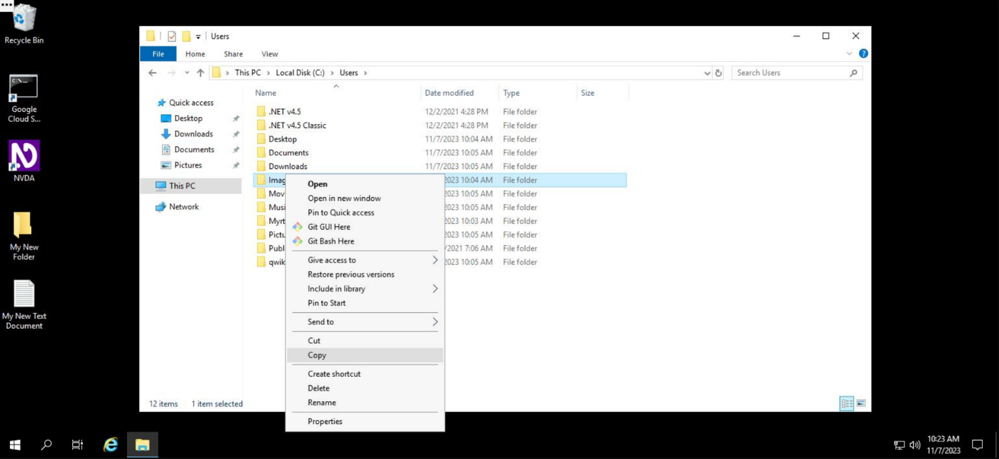 Recycle Bin
Google
Cloud S...
NVDA
My New
Folder
My New Text
Document
Users
File Home Share View
This PC > Local Disk (C:) > Users >
Search Users
Name Date modified Type Size
Quick access
Desktop
Downloads
Documents
Pictures
This PC
Network
.NET v4.5 12/2/2021 4:28 PM File folder
.NET v4.5 Classic 12/2/2021 4:28 PM File folder
Desktop 11/7/2023 10:04 AM File folder
Documents 11/7/2023 10:05 AM File folder
Downloads 11/7/2023 10:05 AM File folder
Imag 2023 10:04 AM File folder
Mov 2023 10:05 AM File folder
Musi 2023 10:05 AM File folder
Myrt 2023 10:03 AM File folder
Pictu 2023 10:05 AM File folder
Publ /2021 7:06 AM File folder
qwik 2023 10:05 AM File folder
Open
Open in new window
Pin to Quick access
Git GUI Here
Git Bash Here
Give access to
Restore previous versions
Include in library
Pin to Start
Send to
Cut
Copy
Create shortcut
Delete
Rename
Properties
12 items 1 item selected
10:23 AM
11/7/2023